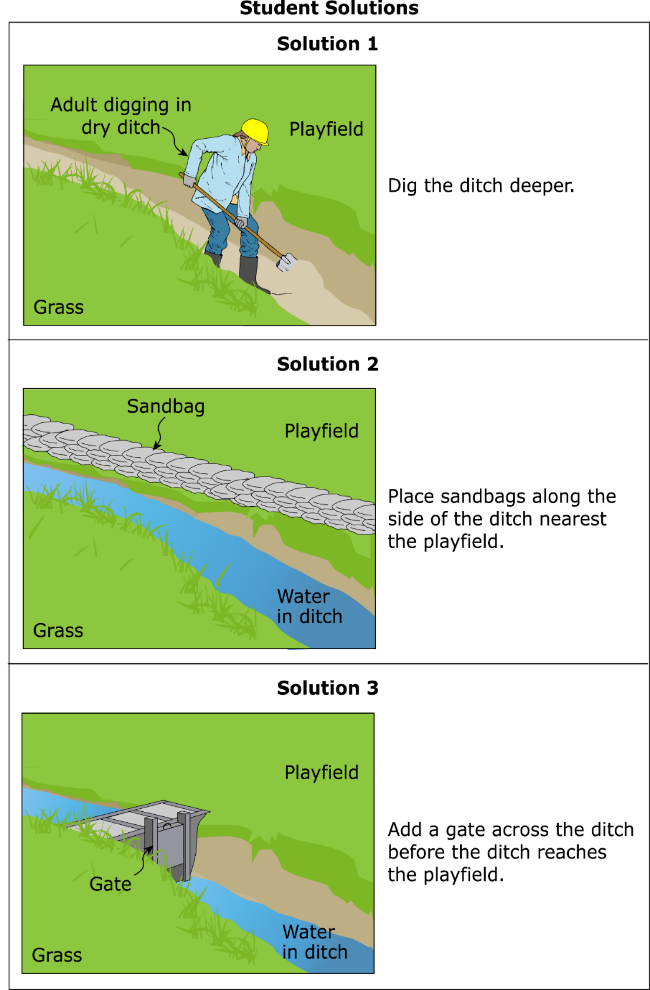 Student Solutions
Solution 1
Adult digging in
dry ditch
Playfield
Grass
Dig the ditch deeper.
Solution 2
Sandbag
Playfield
Water
in ditch
Grass
Place sandbags along the
side of the ditch nearest
the playfield.
Solution 3
Playfield
Gate
Water
in ditch
Grass
Add a gate across the ditch
before the ditch reaches
the playfield.